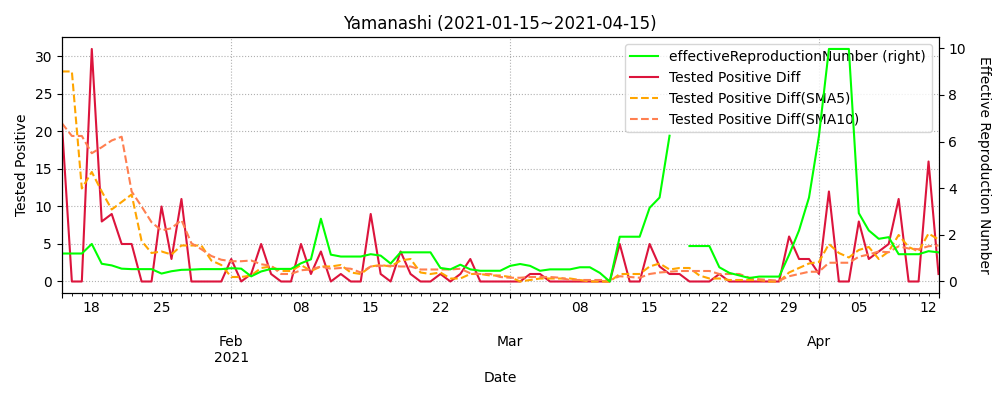 Yamanashi (2021-01-15~2021-04-15)
effectiveReproductionNumber (right)
Tested Positive Diff
Tested Positive Diff(SMA5)
Tested Positive Diff(SMA10)
Tested Positive
30
25
20
15
10
5
0
10
8
6
4
2
0
Effective Reproduction Number
18 25 08 15 22 08 15 22 29 05 12
Feb Mar Apr
2021
Date